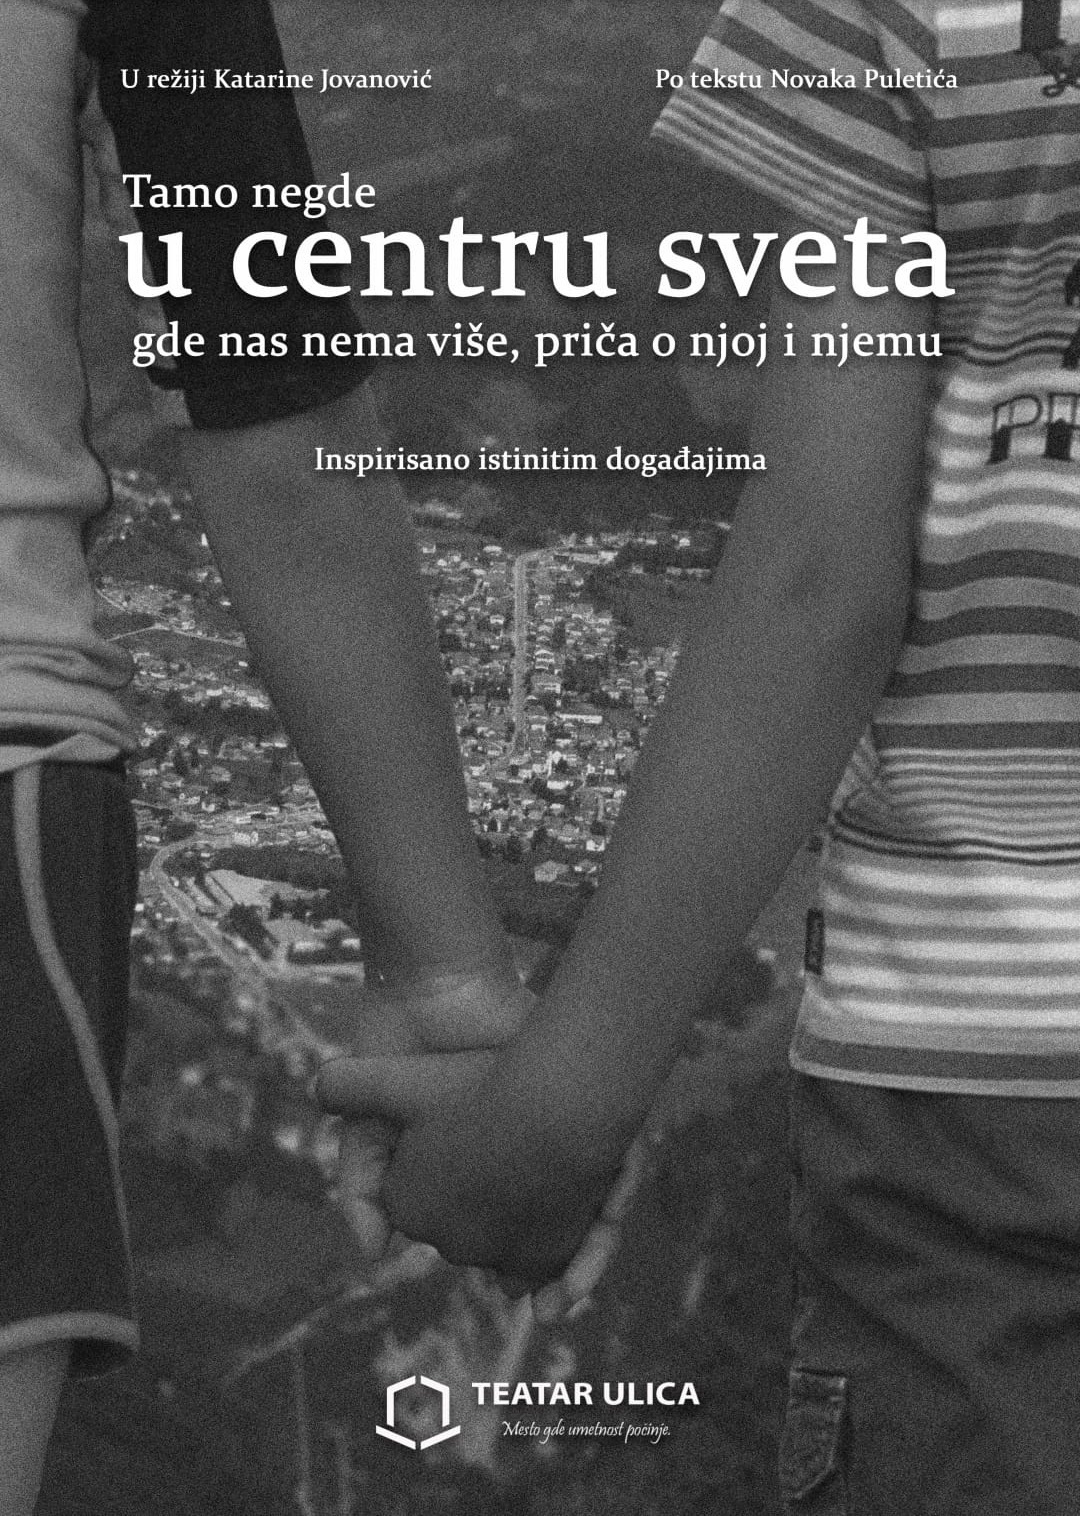 U režiji Katarine Jovanović
Po tekstu Novaka Puletića
Tamo negde
u centru sveta
gde nas nema više, priča o njoj i njemu
Inspirisano istinitim događajima
TEATAR ULICA
Mesto gde umetnost počinje.